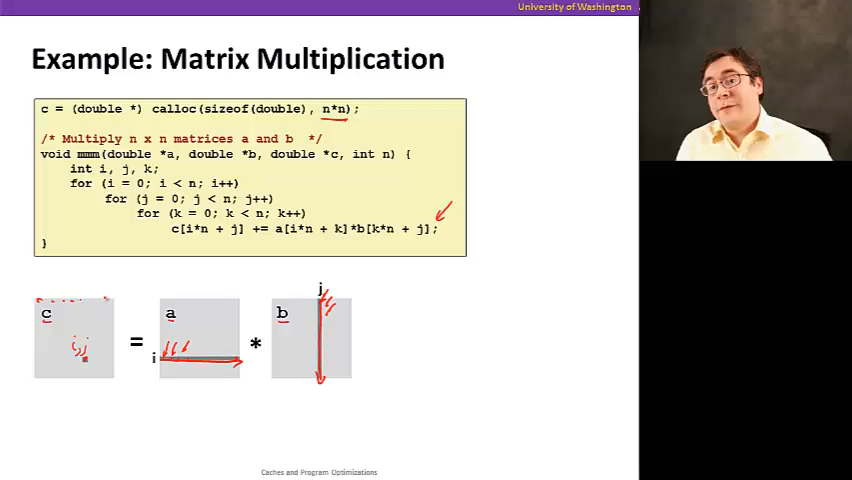 University of Washington
Example: Matrix Multiplication
c = (double *) calloc(sizeof(double), n*n);
/* Multiply n x n matrices a and b */
void mmm(double *a, double *b, double *c, int n) {
int i, j, k;
for (i = 0; i < n; i++)
for (j = 0; j < n; j++)
for (k = 0; k < n; k++)
c[i*n + j] += a[i*n + k]*b[k*n + j];
}
j
c
a
b
i,j
=
*
i
Caches and Program Optimizations